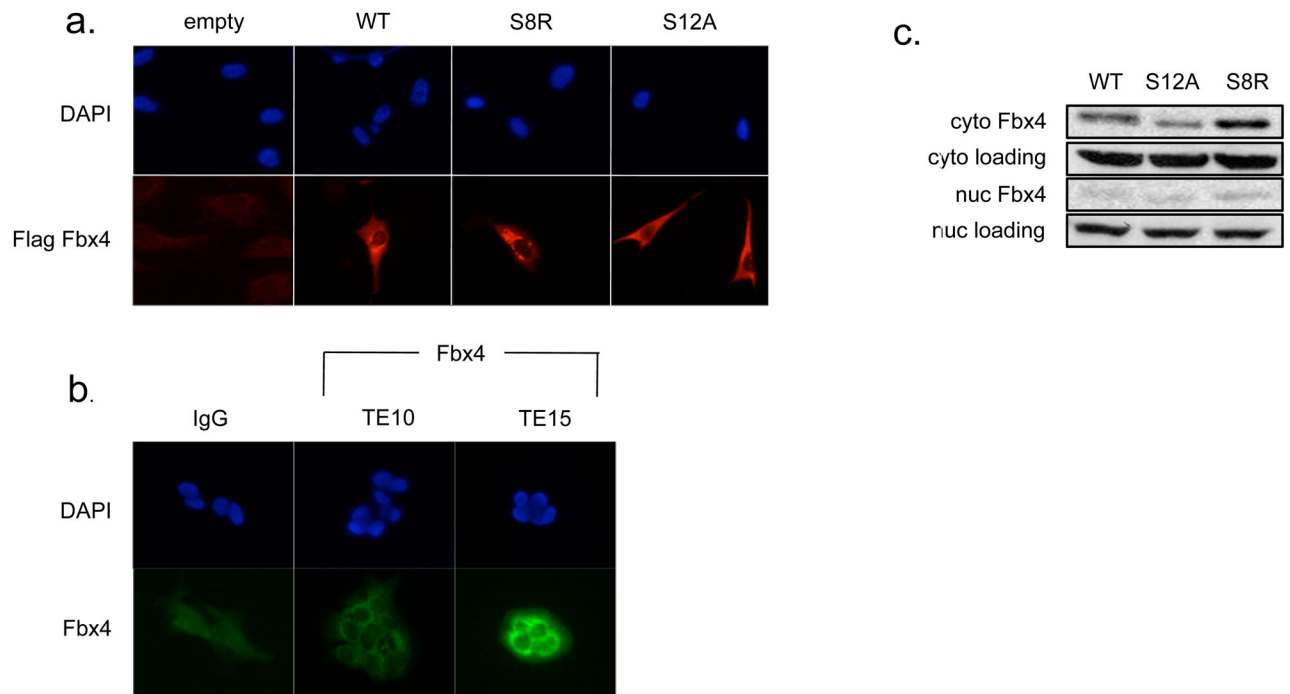 a.
empty WT S8R S12A
DAPI
Flag Fbx4
Fbx4
b.
IgG TE10 TE15
DAPI
Fbx4
c.
WT S12A S8R
cyto Fbx4
cyto loading
nuc Fbx4
nuc loading